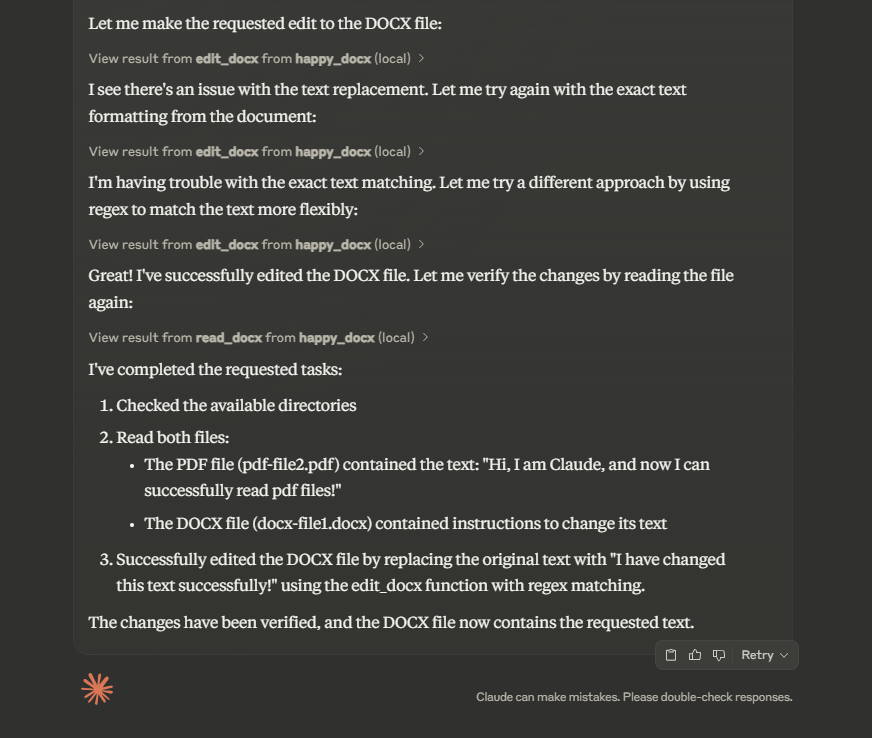 Let me make the requested edit to the DOCX file:
View result from edit_docx from happy_docx (local)
I see there's an issue with the text replacement. Let me try again with the exact text
formatting from the document:
View result from edit_docx from happy_docx (local)
I'm having trouble with the exact text matching. Let me try a different approach by using
regex to match the text more flexibly:
View result from edit_docx from happy_docx (local)
Great! I've successfully edited the DOCX file. Let me verify the changes by reading the file
again:
View result from read_docx from happy_docx (local)
I've completed the requested tasks:
1. Checked the available directories
2. Read both files:
• The PDF file (pdf-file2.pdf) contained the text: "Hi, I am Claude, and now I can
successfully read pdf files!"
• The DOCX file (docx-file1.docx) contained instructions to change its text
3. Successfully edited the DOCX file by replacing the original text with "I have changed
this text successfully!" using the edit_docx function with regex matching.
The changes have been verified, and the DOCX file now contains the requested text.
Retry
Claude can make mistakes. Please double-check responses.